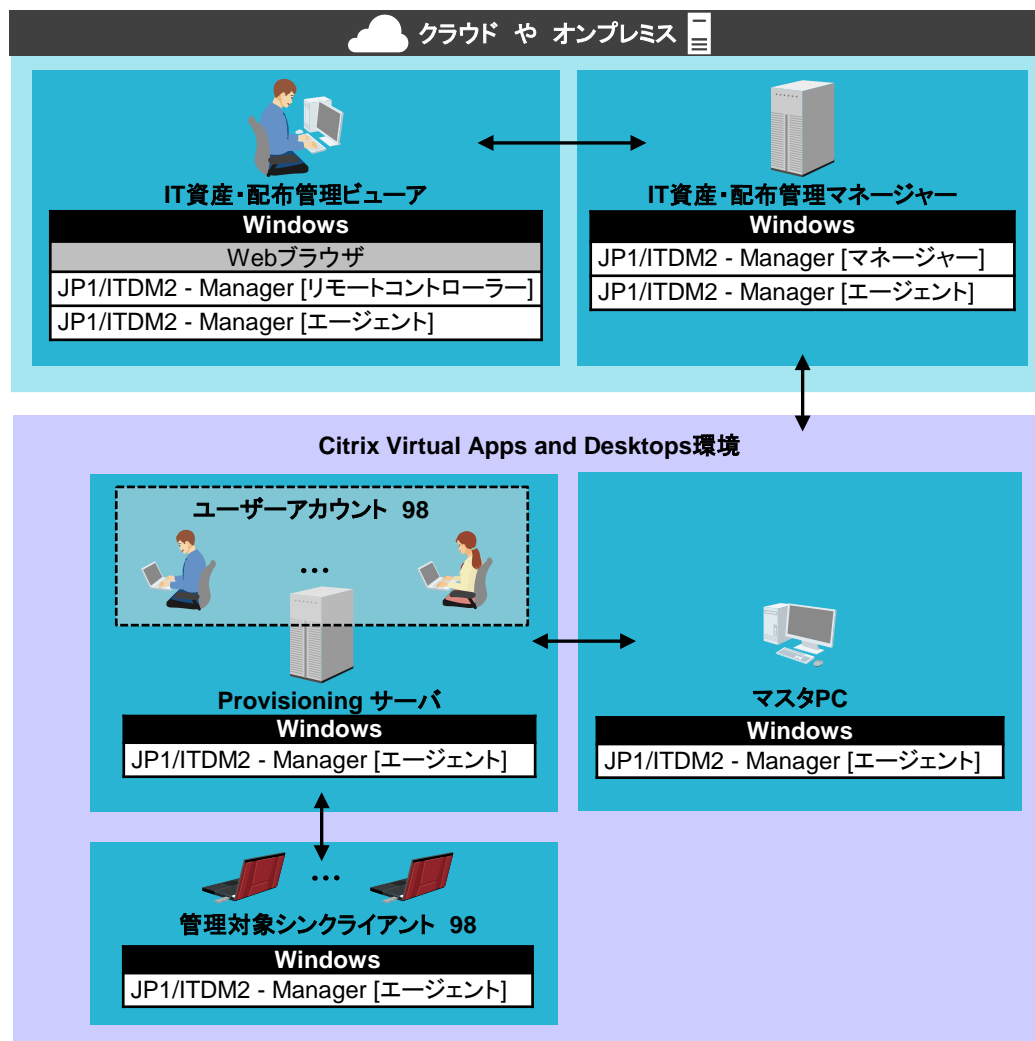 クラウド や オンプレミス
IT資産・配布管理ビューア
Windows
Webブラウザ
JP1/ITDM2 - Manager [リモートコントローラー]
JP1/ITDM2 - Manager [エージェント]
IT資産・配布管理マネージャー
Windows
JP1/ITDM2 - Manager [マネージャー]
JP1/ITDM2 - Manager [エージェント]
Citrix Virtual Apps and Desktops環境
ユーザーアカウント 98
…
Provisioning サーバ
Windows
JP1/ITDM2 - Manager [エージェント]
マスタPC
Windows
JP1/ITDM2 - Manager [エージェント]
…
管理対象シンクライアント 98
Windows
JP1/ITDM2 - Manager [エージェント]